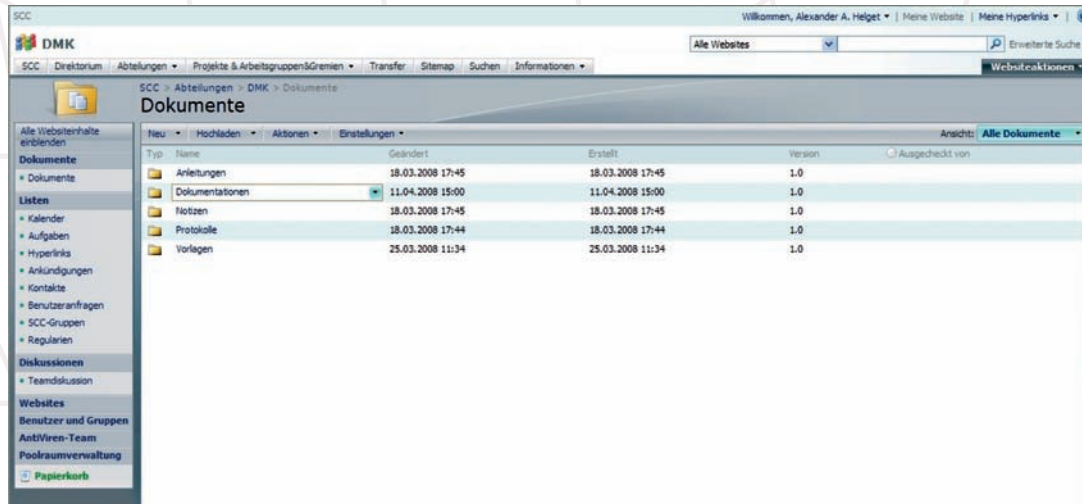 SCC Willkommen, Alexander A. Helget | Meine Website | Meine Hyperlinks |
DMK Alle Websites Erweiterte Suche
SCC Direktorium Abteilungen Projekte & Arbeitsgruppen&Gremien Transfer Sitemap Suchen Informationen Websiteaktionen
SCC > Abteilungen > DMK > Dokumente
Dokumente
Alle Websiteinhalte
einblenden
Dokumente
Dokumente
Listen
Kalender
Aufgaben
Hyperlinks
Ankündigungen
Kontakte
Benutzeranfragen
SCC-Gruppen
Regularien
Diskussionen
Teamdiskussion
Websites
Benutzer und Gruppen
AntiViren-Team
Poolraumverwaltung
Papierkorb
Neu Hochladen Aktionen Einstellungen Ansicht: Alle Dokumente
Typ Name Geändert Erstellt Version Ausgecheckt von
Anleitungen 18.03.2008 17:45 18.03.2008 17:45 1.0
Dokumentationen 11.04.2008 15:00 11.04.2008 15:00 1.0
Notizen 18.03.2008 17:45 18.03.2008 17:45 1.0
Protokolle 18.03.2008 17:44 18.03.2008 17:44 1.0
Vorlagen 25.03.2008 11:34 25.03.2008 11:34 1.0